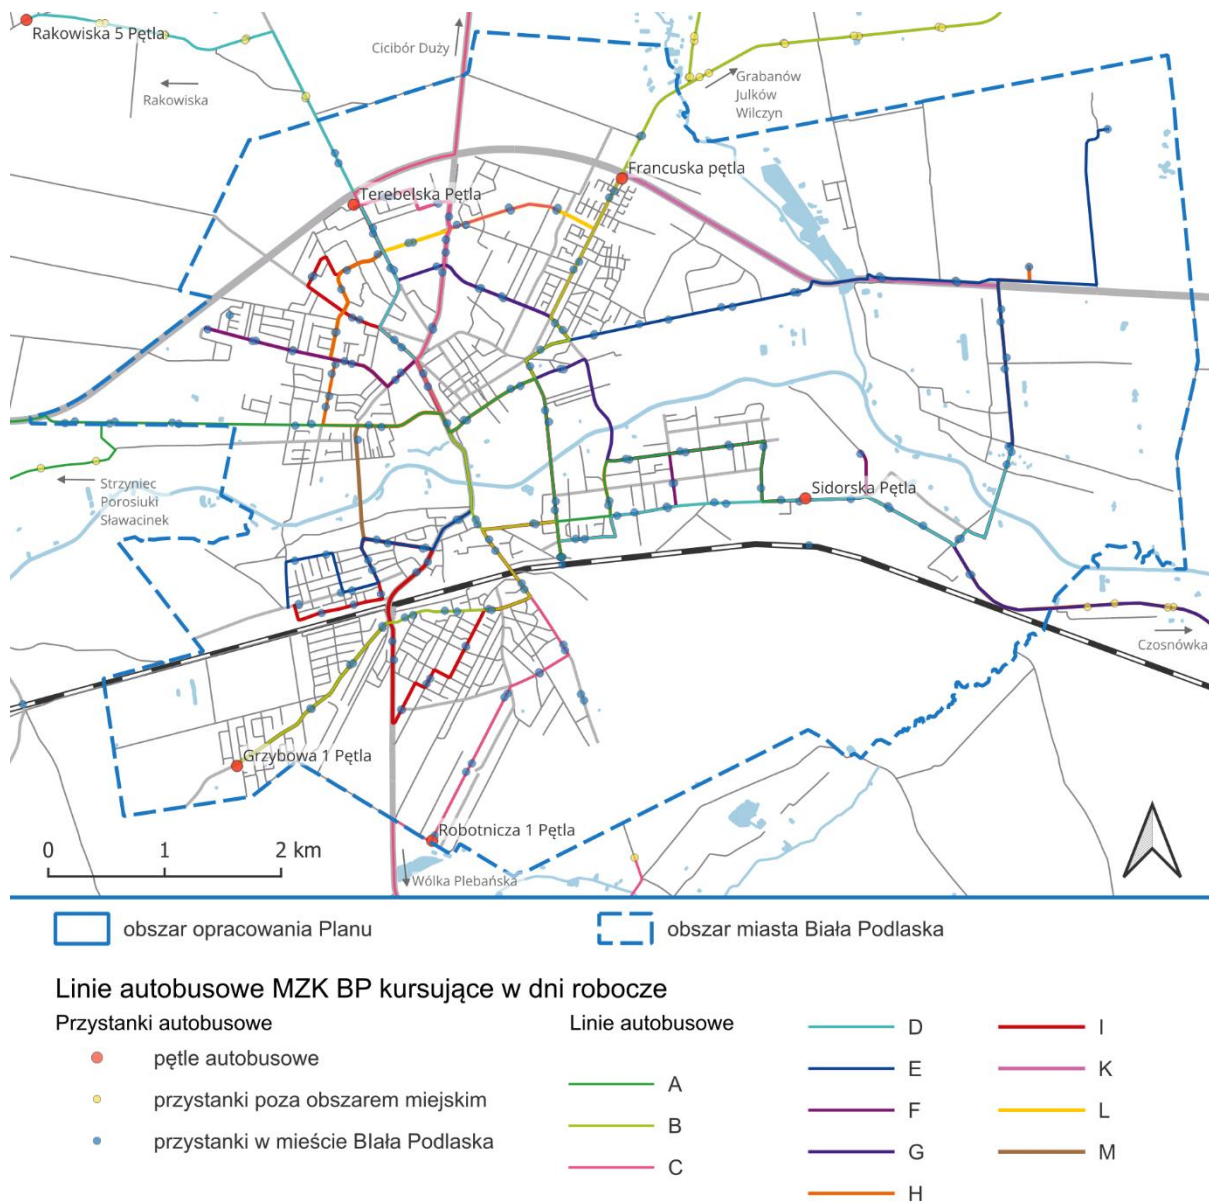 Rakowiska 5 Pętla
Cicibór Duży
Rakowiska
Grabanów
Julków
Wilczyn
Francuska pętla
Terebelska Pętla
Strzyniec
Porosiuki
Sławacinek
Sidorska Pętla
Czosnówka
Grzybowa 1 Pętla
Robotnicza 1 Pętla
0 1 2 km
Wólka Plebańska
obszar opracowania Planu
obszar miasta Biała Podlaska
Linie autobusowe MZK BP kursujące w dni robocze
Przystanki autobusowe
pętle autobusowe
przystanki poza obszarem miejskim
przystanki w mieście BIała Podlaska
Linie autobusowe
A
B
C
D
E
F
G
H
I
K
L
M